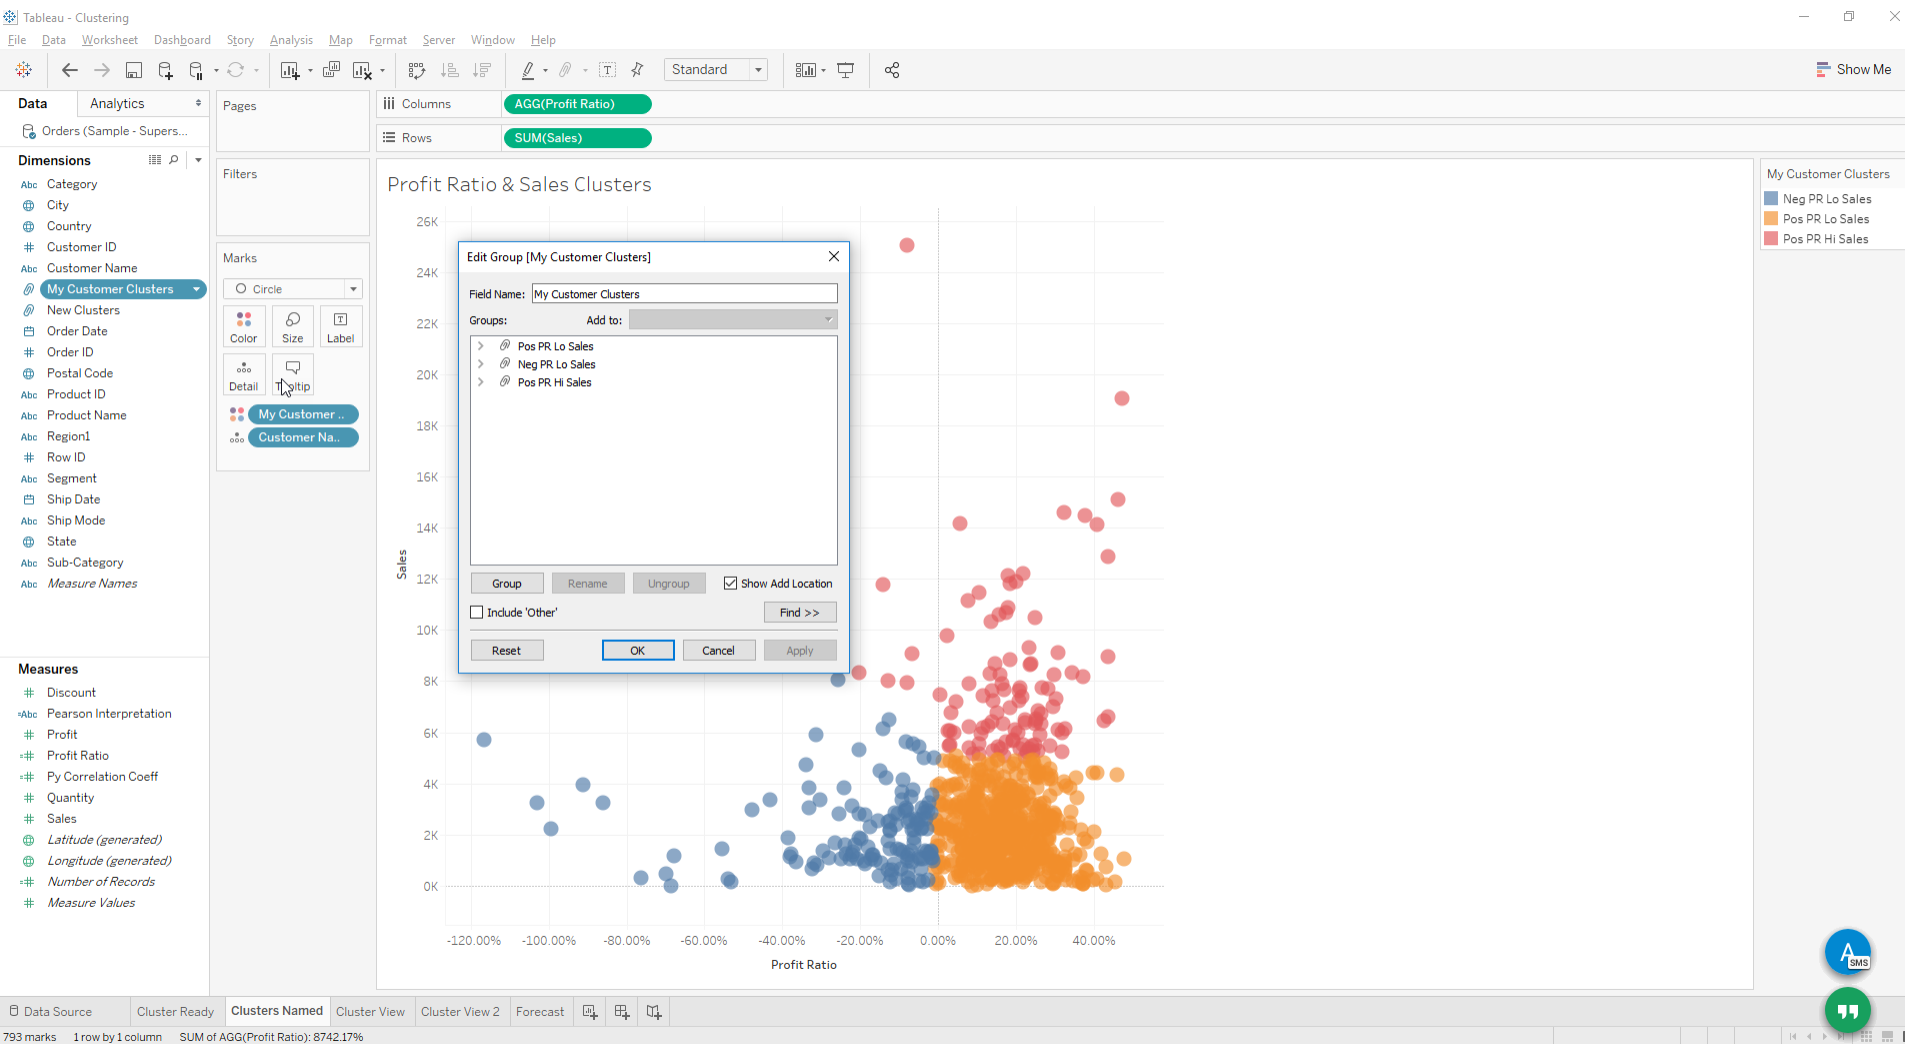 Tableau - Clustering
File Data Worksheet Dashboard Story Analysis Map Format Server Window Help
Standard
Show Me
Data Analytics
Orders (Sample - Supers...
Dimensions
Abc Category
City
Country
Customer ID
Abc Customer Name
My Customer Clusters
New Clusters
Order Date
Order ID
Postal Code
Abc Product ID
Abc Product Name
Abc Region1
Row ID
Abc Segment
Ship Date
Abc Ship Mode
State
Abc Sub-Category
Abc Measure Names
Measures
Discount
=Abc Pearson Interpretation
Profit
Profit Ratio
Py Correlation Coeff
Quantity
Sales
Latitude (generated)
Longitude (generated)
Number of Records
Measure Values
Pages
Filters
Marks
Circle
Color Size Label
Detail Tooltip
My Customer ..
Customer Na..
Columns AGG(Profit Ratio)
Rows SUM(Sales)
Profit Ratio & Sales Clusters
26K
24K
22K
20K
18K
16K
14K
12K
10K
8K
6K
4K
2K
0K
Sales
-120.00% -100.00% -80.00% -60.00% -40.00% -20.00% 0.00% 20.00% 40.00%
Profit Ratio
Edit Group [My Customer Clusters]
Field Name: My Customer Clusters
Groups: Add to:
Pos PR Lo Sales
Neg PR Lo Sales
Pos PR Hi Sales
Group Rename Ungroup Show Add Location
Include 'Other' Find >>
Reset OK Cancel Apply
My Customer Clusters
Neg PR Lo Sales
Pos PR Lo Sales
Pos PR Hi Sales
A SMS
Data Source Cluster Ready Clusters Named Cluster View Cluster View 2 Forecast
793 marks 1 row by 1 column SUM of AGG(Profit Ratio): 8742.17%